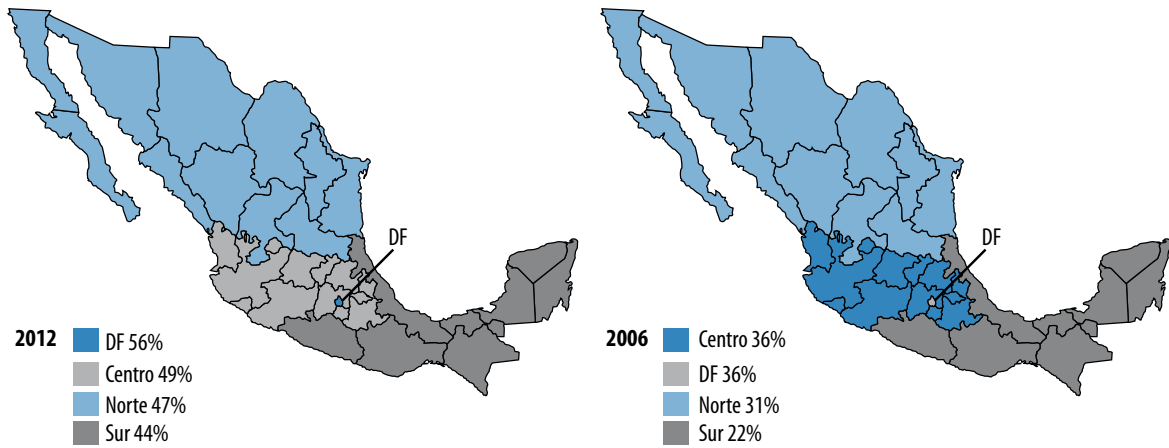 DF
2012
DF 56%
Centro 49%
Norte 47%
Sur 44%
DF
2006
Centro 36%
DF 36%
Norte 31%
Sur 22%